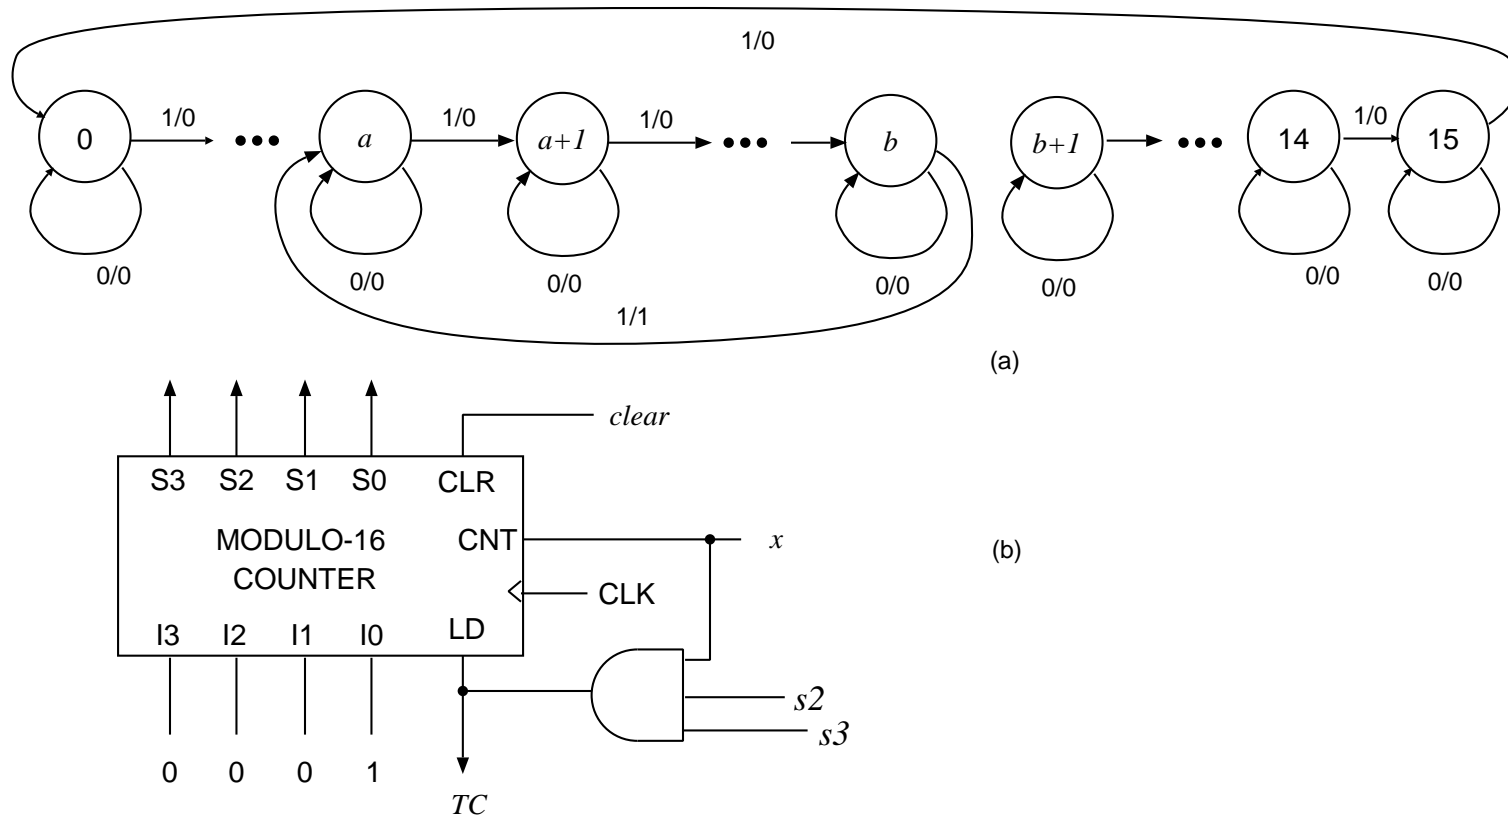 1/0
1/0
1/0
1/0
1/0
0
a
a+1
b
b+1
14
15
0/0
0/0
0/0
0/0
0/0
0/0
0/0
1/1
(a)
clear
S3 S2 S1 S0 CLR
MODULO-16
COUNTER
CNT
x
(b)
CLK
I3 I2 I1 I0 LD
s2
s3
0 0 0 1
TC